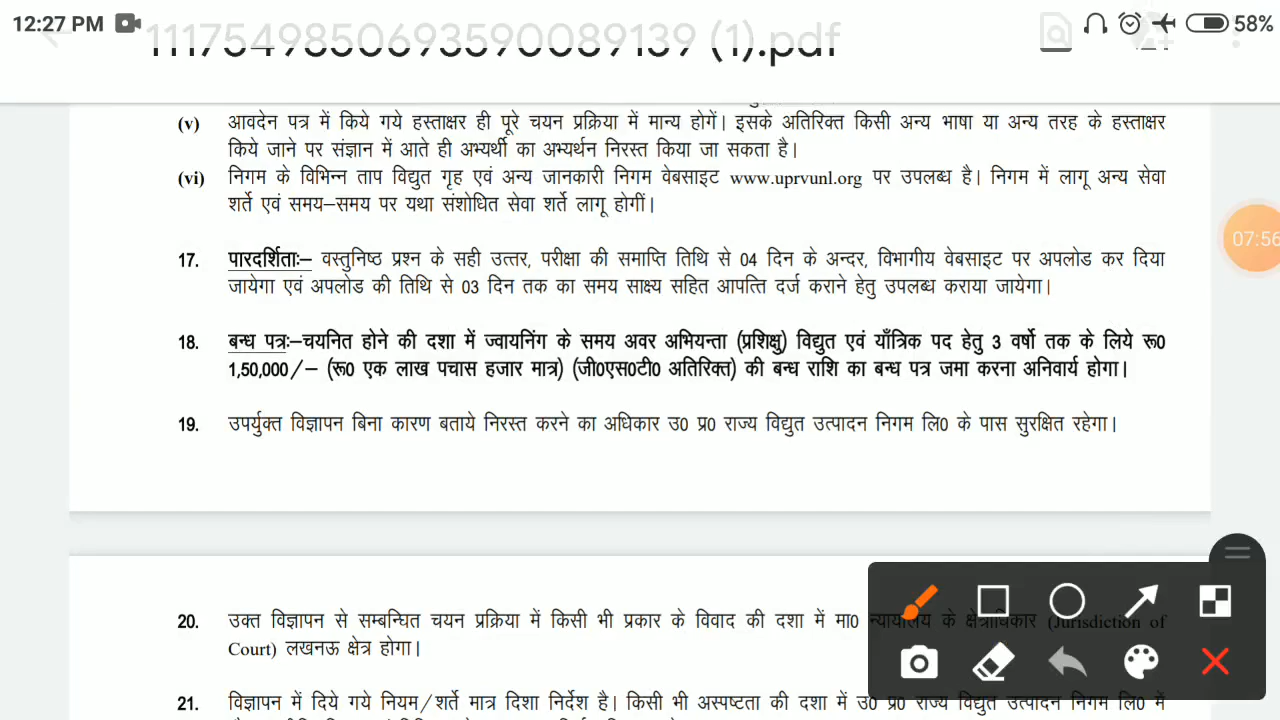 12:27 PM
58%
1117549850693590089139 (1).pdf
(v) आवदेन पत्र में किये गये हस्ताक्षर ही पूरे चयन प्रक्रिया में मान्य होगें। इसके अतिरिक्त किसी अन्य भाषा या अन्य तरह के हस्ताक्षर
किये जाने पर संज्ञान में आते ही अभ्यर्थी का अभ्यर्थन निरस्त किया जा सकता है।
(vi) निगम के विभिन्न ताप विद्युत गृह एवं अन्य जानकारी निगम वेबसाइट www.uprvunl.org पर उपलब्ध है। निगम में लागू अन्य सेवा
शर्ते एवं समय–समय पर यथा संशोधित सेवा शर्ते लागू होगीं।
07:56
17. पारदर्शिताः– वस्तुनिष्ठ प्रश्न के सही उत्तर, परीक्षा की समाप्ति तिथि से 04 दिन के अन्दर, विभागीय वेबसाइट पर अपलोड कर दिया
जायेगा एवं अपलोड की तिथि से 03 दिन तक का समय साक्ष्य सहित आपत्ति दर्ज कराने हेतु उपलब्ध कराया जायेगा।
18. बन्ध पत्रः–चयनित होने की दशा में ज्वायनिंग के समय अवर अभियन्ता (प्रशिक्षु) विद्युत एवं याँत्रिक पद हेतु 3 वर्षो तक के लिये रू0
1,50,000/– (रू0 एक लाख पचास हजार मात्र) (जी0एस0टी0 अतिरिक्त) की बन्ध राशि का बन्ध पत्र जमा करना अनिवार्य होगा।
19. उपर्युक्त विज्ञापन बिना कारण बताये निरस्त करने का अधिकार उ0 प्र0 राज्य विद्युत उत्पादन निगम लि0 के पास सुरक्षित रहेगा।
20. उक्त विज्ञापन से सम्बन्धित चयन प्रक्रिया में किसी भी प्रकार के विवाद की दशा में मा0 न्यायालय के क्षेत्राधिकार (Jurisdiction of
Court) लखनऊ क्षेत्र होगा।
21. विज्ञापन में दिये गये नियम/शर्ते मात्र दिशा निर्देश है। किसी भी अस्पष्टता की दशा में उ0 प्र0 राज्य विद्युत उत्पादन निगम लि0 में